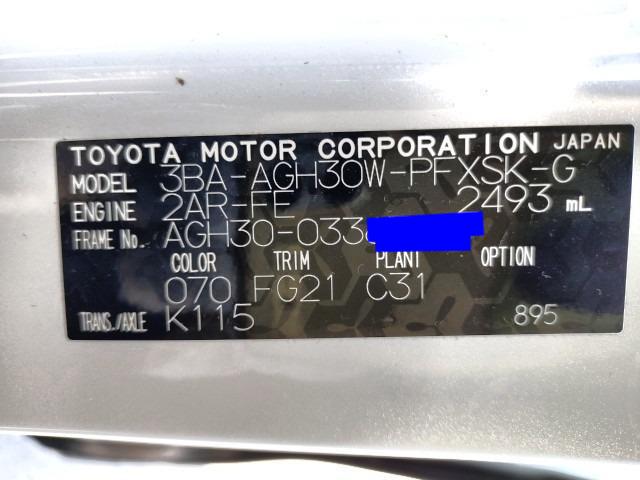 TOYOTA MOTOR CORPORATION JAPAN
MODEL 3BA-AGH30W-PFXSK-G
ENGINE 2AR-FE 2493 mL
FRAME No. AGH30-033
COLOR TRIM PLANT OPTION
070 FG21 C31
TRANS./AXLE K115 895